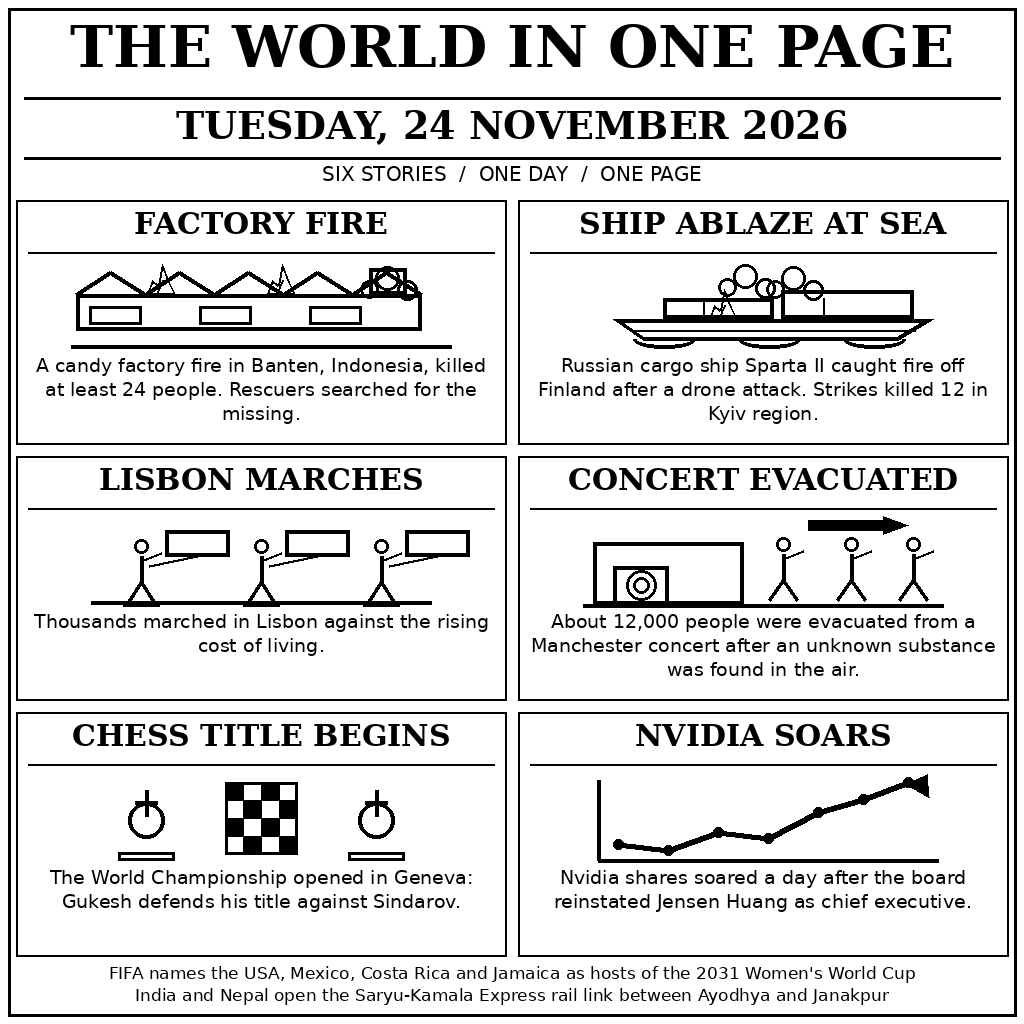 THE WORLD IN ONE PAGE
TUESDAY, 24 NOVEMBER 2026
SIX STORIES / ONE DAY / ONE PAGE
FACTORY FIRE
A candy factory fire in Banten, Indonesia, killed
at least 24 people. Rescuers searched for the
missing.
SHIP ABLAZE AT SEA
Russian cargo ship Sparta II caught fire off
Finland after a drone attack. Strikes killed 12 in
Kyiv region.
LISBON MARCHES
Thousands marched in Lisbon against the rising
cost of living.
CONCERT EVACUATED
About 12,000 people were evacuated from a
Manchester concert after an unknown substance
was found in the air.
CHESS TITLE BEGINS
The World Championship opened in Geneva:
Gukesh defends his title against Sindarov.
NVIDIA SOARS
Nvidia shares soared a day after the board
reinstated Jensen Huang as chief executive.
FIFA names the USA, Mexico, Costa Rica and Jamaica as hosts of the 2031 Women's World Cup
India and Nepal open the Saryu-Kamala Express rail link between Ayodhya and Janakpur